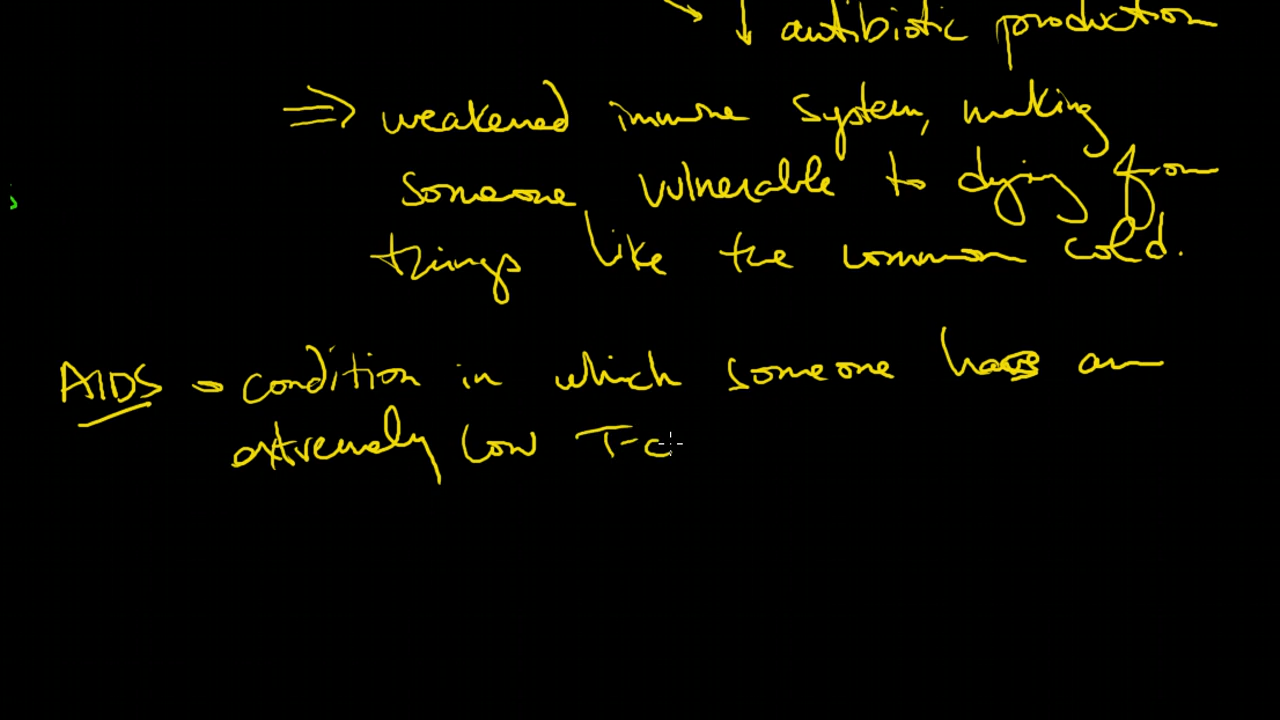 ↓ antibiotic production
⇒ weakened immune system, making
someone vulnerable to dying from
things like the common cold.
AIDS - condition in which someone has an
extremely low T-c